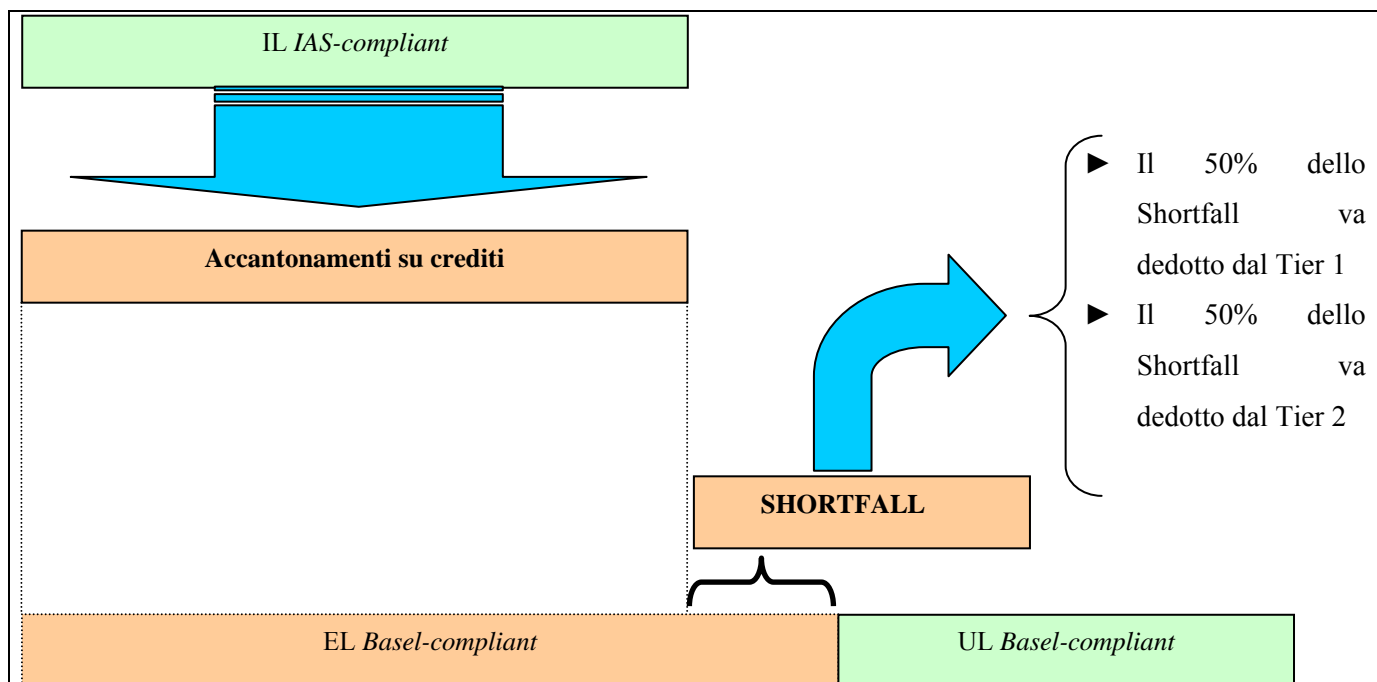 IL IAS-compliant
Accantonamenti su crediti
► Il 50% dello
Shortfall va
dedotto dal Tier 1
► Il 50% dello
Shortfall va
dedotto dal Tier 2
SHORTFALL
EL Basel-compliant
UL Basel-compliant